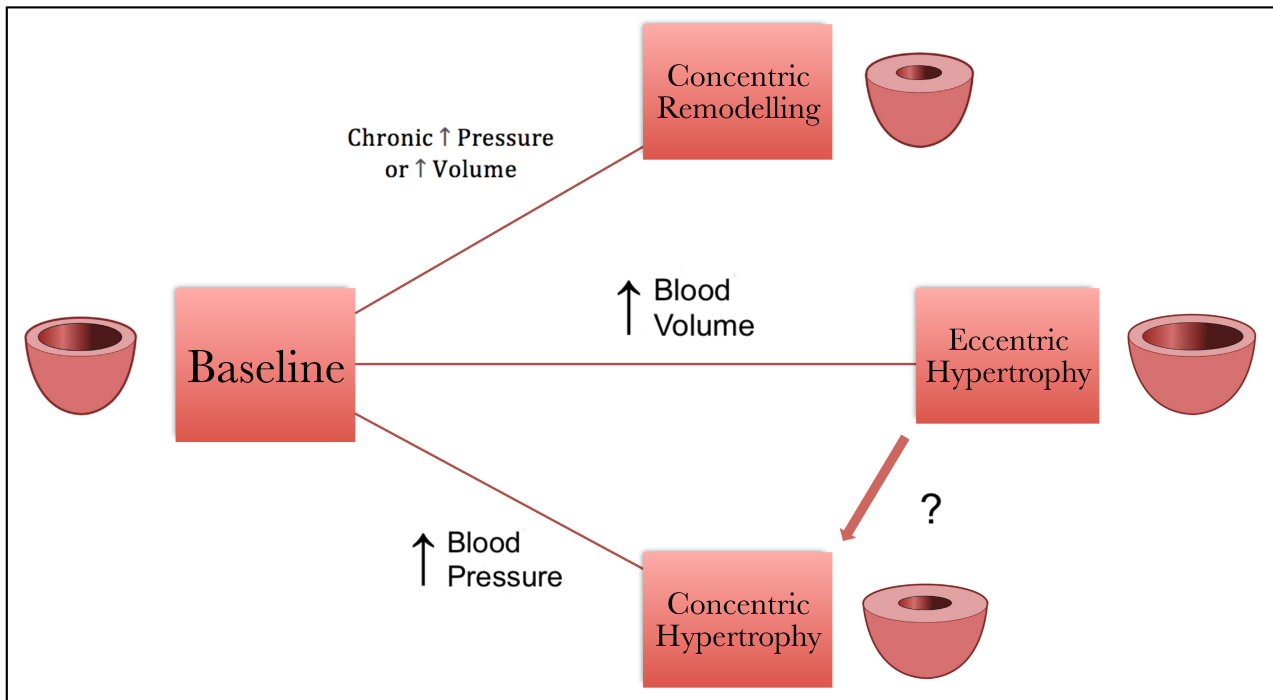 Concentric
Remodelling
Chronic ↑ Pressure
or ↑ Volume
↑ Blood
Volume
Baseline
Eccentric
Hypertrophy
?
↑ Blood
Pressure
Concentric
Hypertrophy